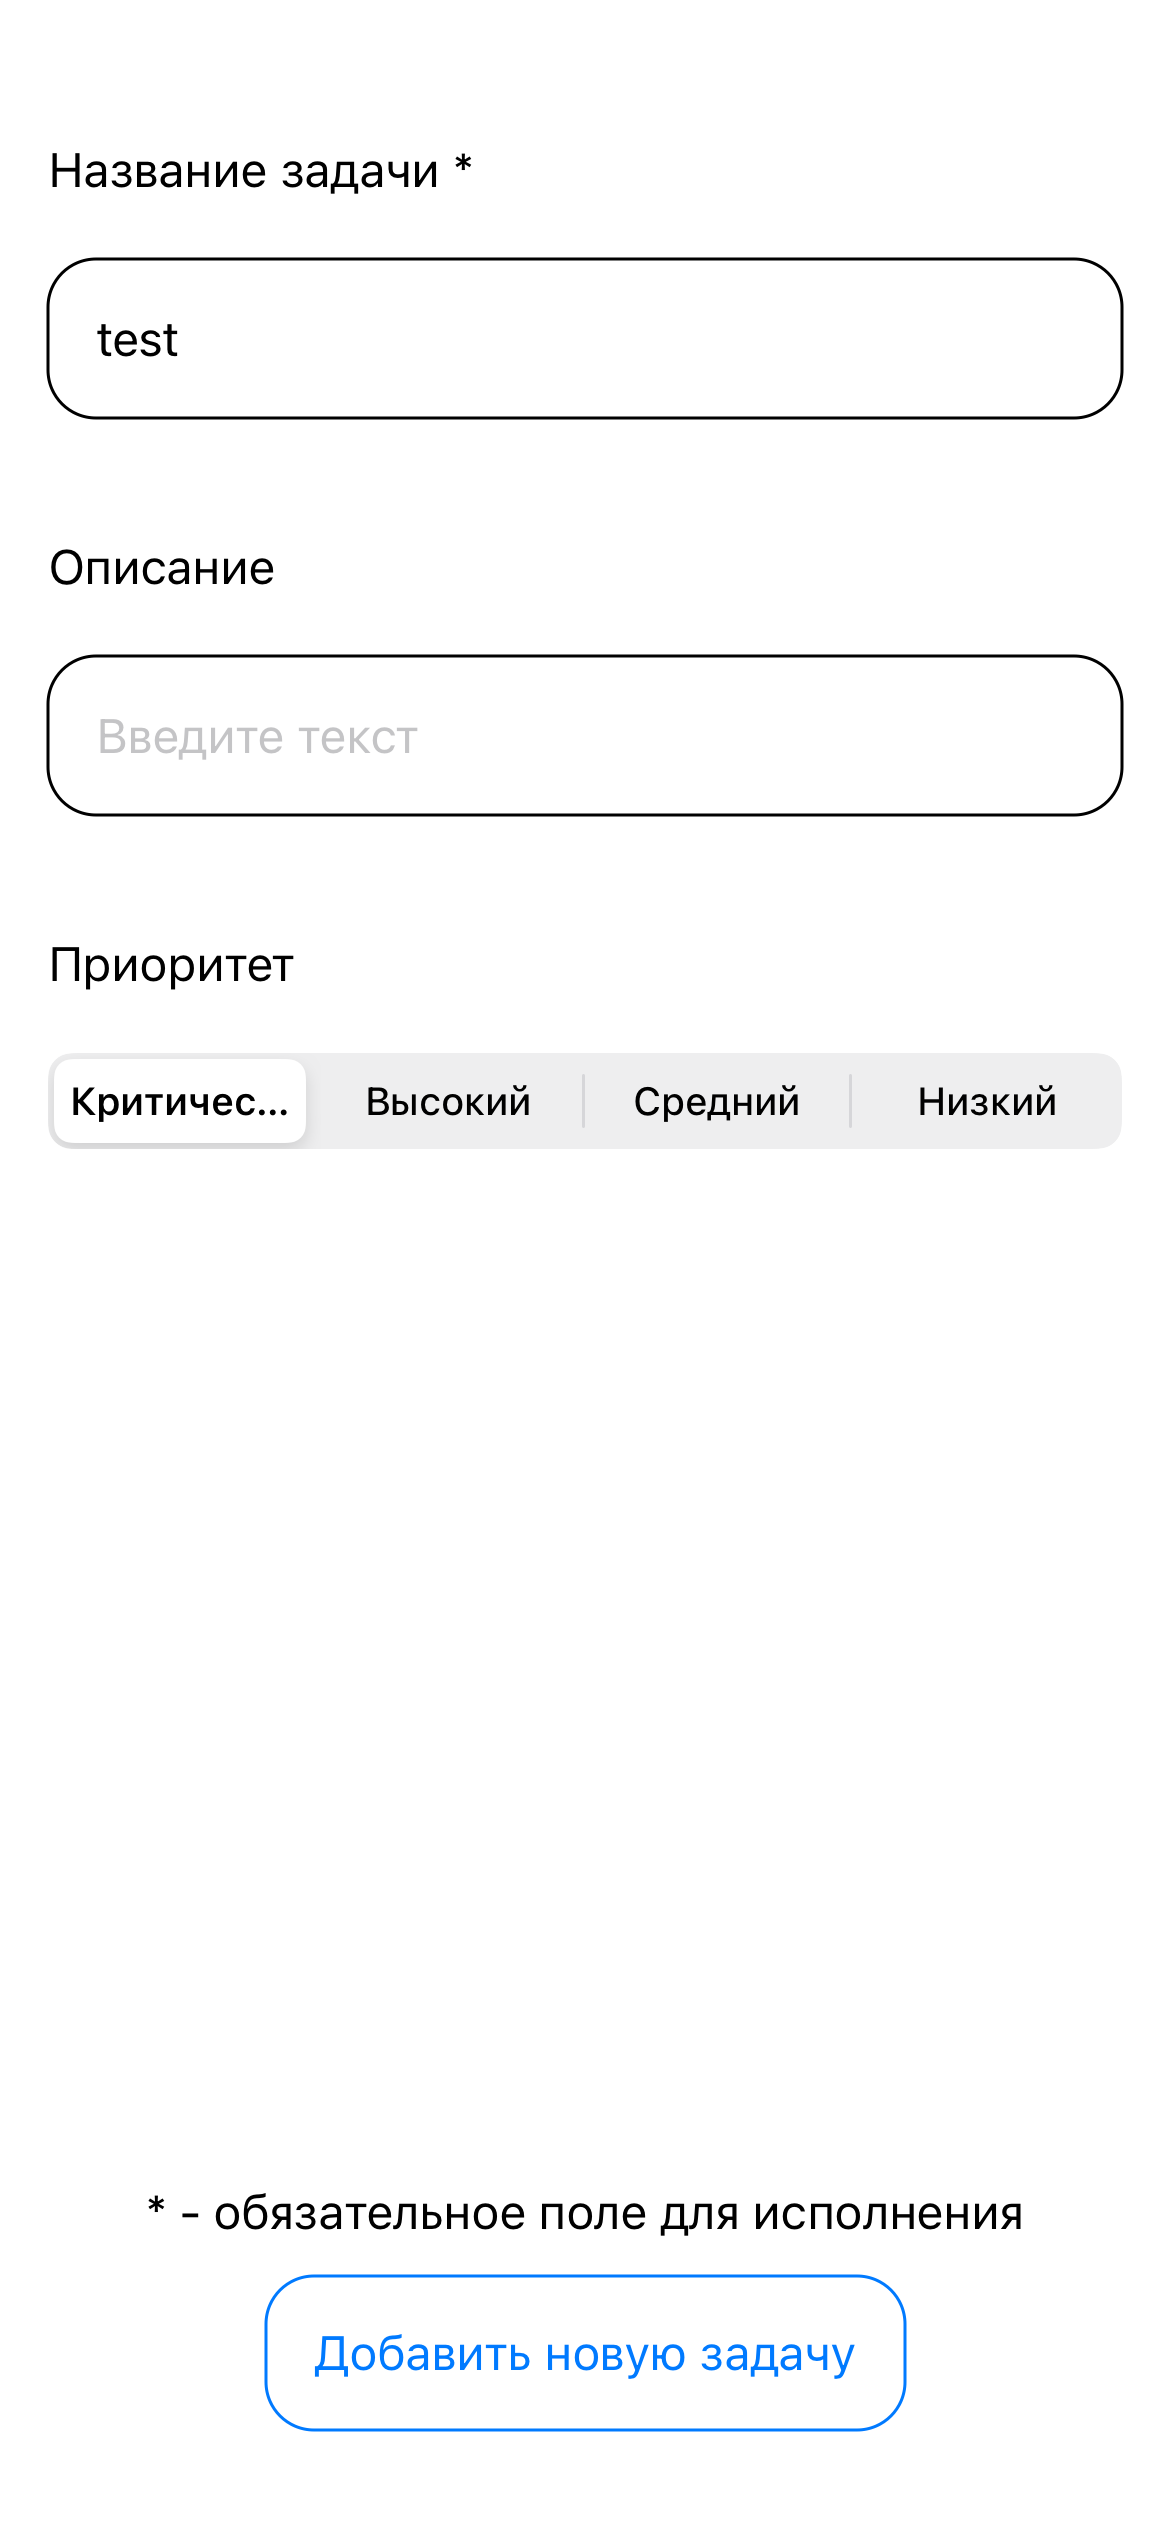 Название задачи *
test
Описание
Введите текст
Приоритет
Критичес... Высокий Средний Низкий
* - обязательное поле для исполнения
Добавить новую задачу